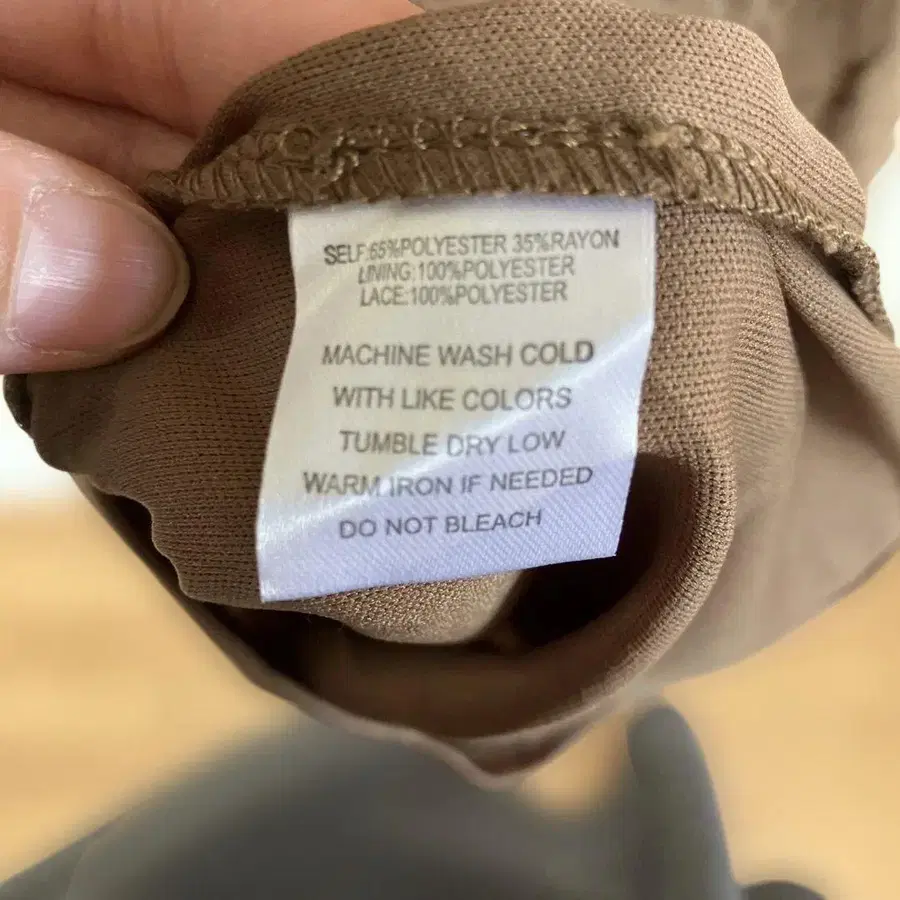 SELF:65%POLYESTER 35%RAYON
LINING:100%POLYESTER
LACE:100%POLYESTER
MACHINE WASH COLD
WITH LIKE COLORS
TUMBLE DRY LOW
WARM IRON IF NEEDED
DO NOT BLEACH